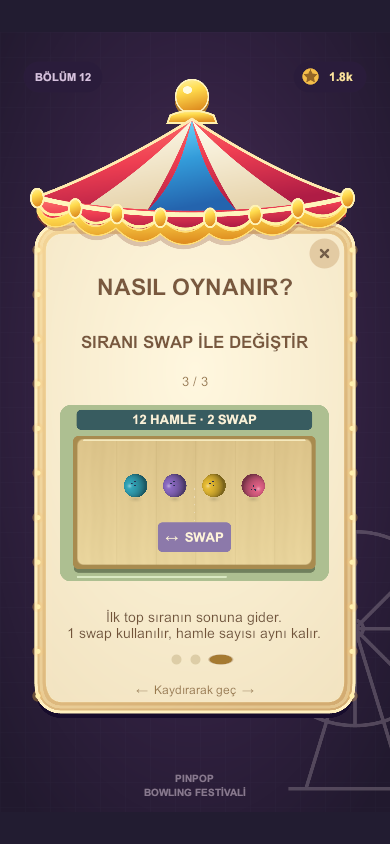 BÖLÜM 12
1.8k
×
NASIL OYNANIR?
SIRANI SWAP İLE DEĞİŞTİR
3 / 3
12 HAMLE · 2 SWAP
↔ SWAP
İlk top sıranın sonuna gider.
1 swap kullanılır, hamle sayısı aynı kalır.
← Kaydırarak geç →
PINPOP
BOWLING FESTİVALİ